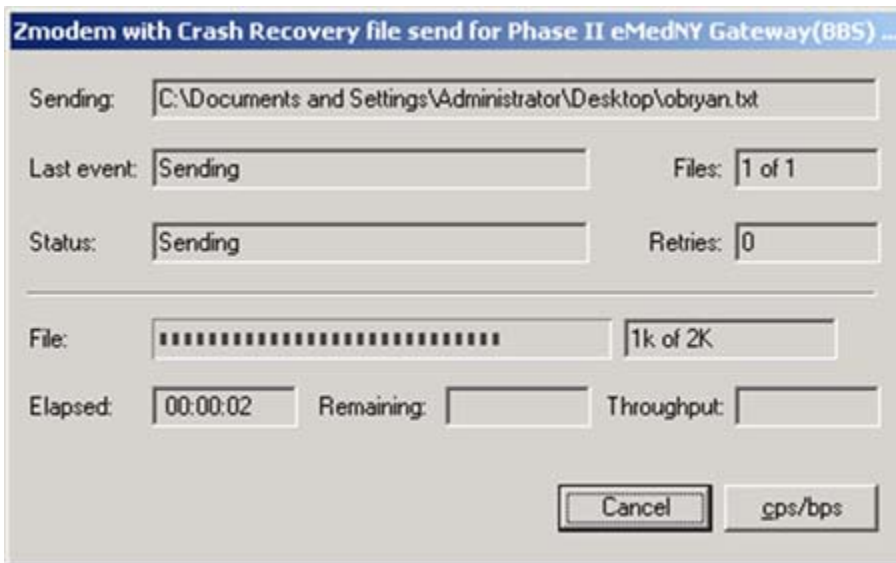 Zmodem with Crash Recovery file send for Phase II eMedNY Gateway(BBS) ...
Sending: C:\Documents and Settings\Administrator\Desktop\obryan.txt
Last event: Sending Files: 1 of 1
Status: Sending Retries: 0
File: 1k of 2K
Elapsed: 00:00:02 Remaining: Throughput:
Cancel cps/bps